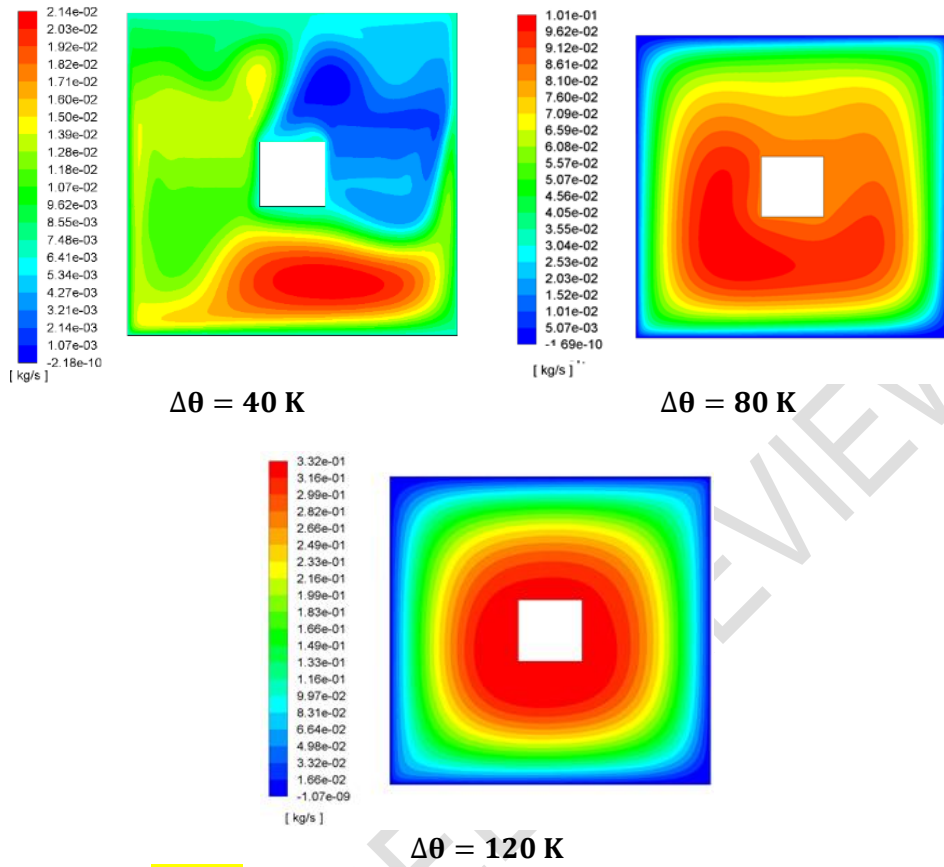 2.14e-02
2.03e-02
1.92e-02
1.82e-02
1.71e-02
1.60e-02
1.50e-02
1.39e-02
1.28e-02
1.18e-02
1.07e-02
9.62e-03
8.55e-03
7.48e-03
6.41e-03
5.34e-03
4.27e-03
3.21e-03
2.14e-03
1.07e-03
-2.18e-10
[ kg/s ]
1.01e-01
9.62e-02
9.12e-02
8.61e-02
8.10e-02
7.60e-02
7.09e-02
6.59e-02
6.08e-02
5.57e-02
5.07e-02
4.56e-02
4.05e-02
3.55e-02
3.04e-02
2.53e-02
2.03e-02
1.52e-02
1.01e-02
5.07e-03
-1.69e-10
[ kg/s ]
Δθ = 40 K
Δθ = 80 K
3.32e-01
3.16e-01
2.99e-01
2.82e-01
2.66e-01
2.49e-01
2.33e-01
2.16e-01
1.99e-01
1.83e-01
1.66e-01
1.49e-01
1.33e-01
1.16e-01
9.97e-02
8.31e-02
6.64e-02
4.98e-02
3.32e-02
1.66e-02
-1.07e-09
[ kg/s ]
Δθ = 120 K
EVIEW